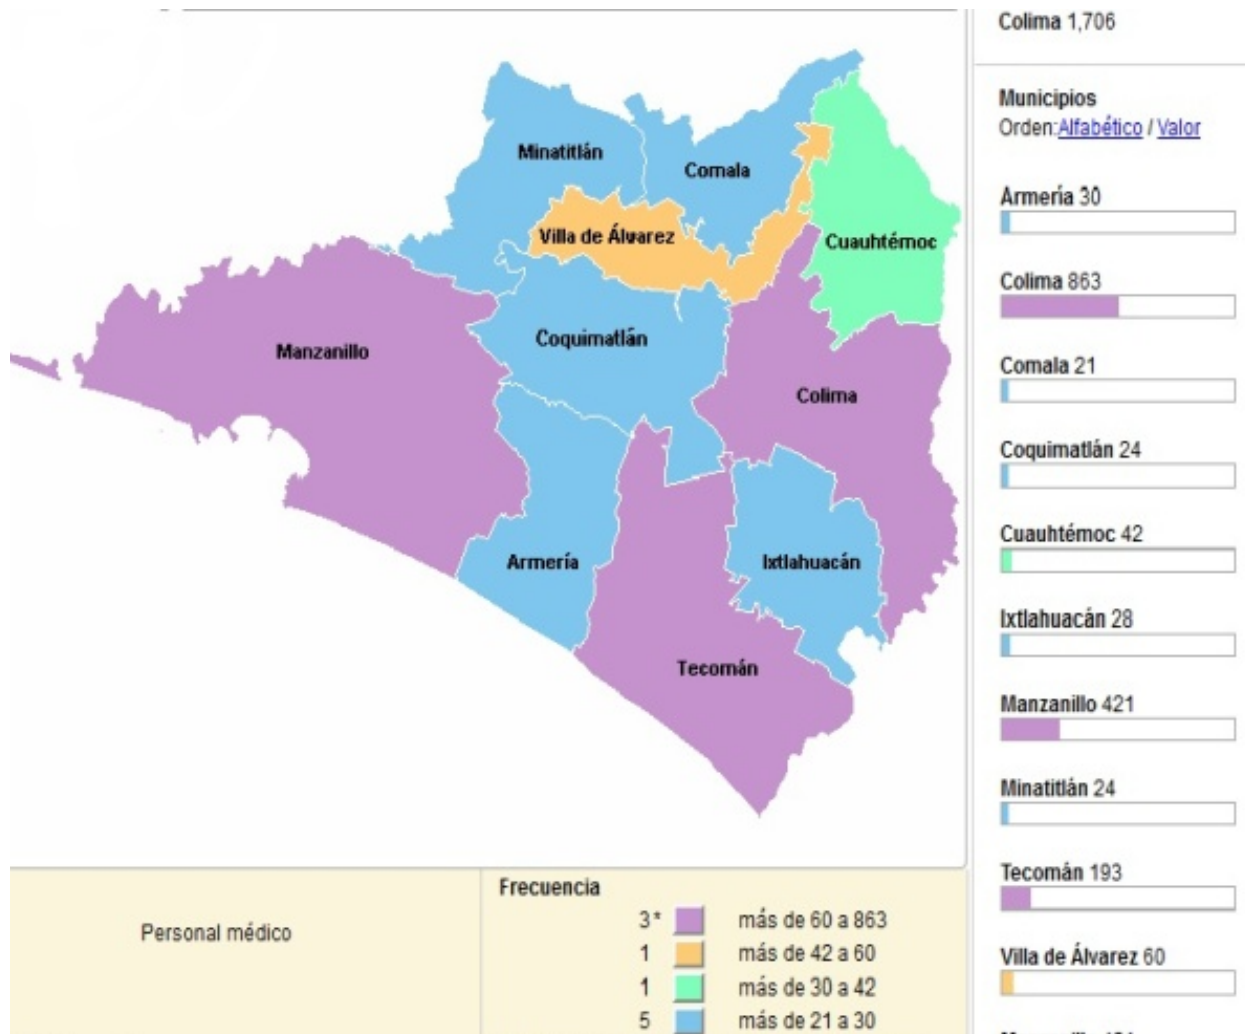 Colima 1,706
Municipios
Orden:Alfabético / Valor
Armería 30
Colima 863
Comala 21
Coquimatlán 24
Cuauhtémoc 42
Ixtlahuacán 28
Manzanillo 421
Minatitlán 24
Tecomán 193
Villa de Álvarez 60
Minatitlán
Comala
Villa de Álvarez
Cuauhtémoc
Manzanillo
Coquimatlán
Colima
Armería
Ixtlahuacán
Tecomán
Personal médico
Frecuencia
3* más de 60 a 863
1 más de 42 a 60
1 más de 30 a 42
5 más de 21 a 30